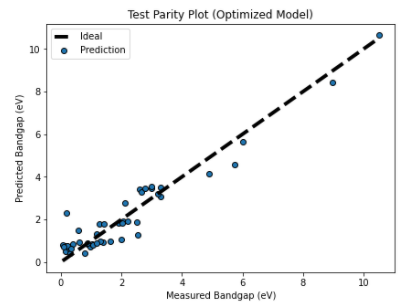 Test Parity Plot (Optimized Model)
Ideal
Prediction
10
8
6
4
2
0
Predicted Bandgap (eV)
0 2 4 6 8 10
Measured Bandgap (eV)